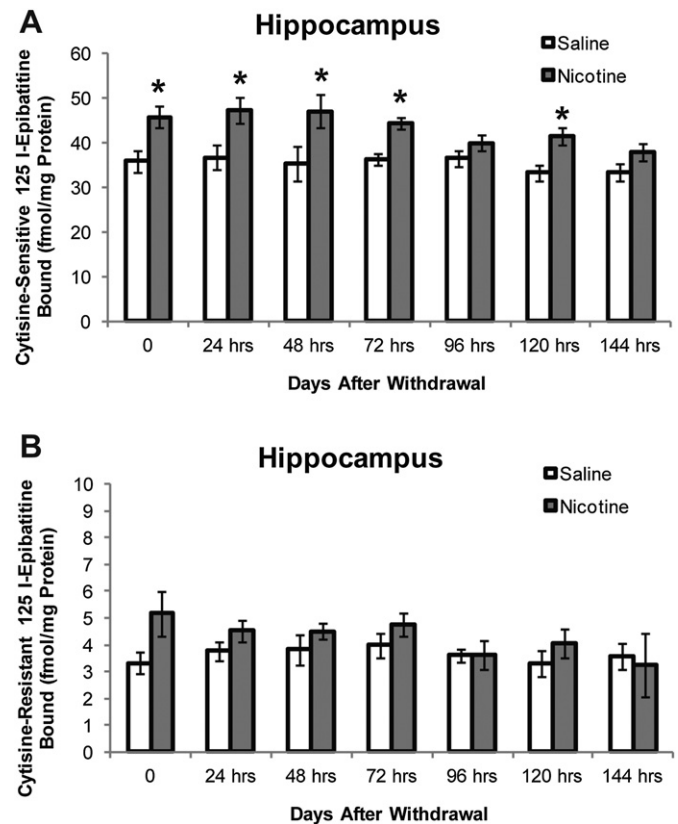 A
Hippocampus
Saline
Nicotine
Cytisine-Sensitive 125 I-Epibatitine
Bound (fmol/mg Protein)
60
50
40
30
20
10
0
* * * * *
0 24 hrs 48 hrs 72 hrs 96 hrs 120 hrs 144 hrs
Days After Withdrawal
B
Hippocampus
Saline
Nicotine
Cytisine-Resistant 125 I-Epibatitine
Bound (fmol/mg Protein)
10
9
8
7
6
5
4
3
2
1
0
0 24 hrs 48 hrs 72 hrs 96 hrs 120 hrs 144 hrs
Days After Withdrawal